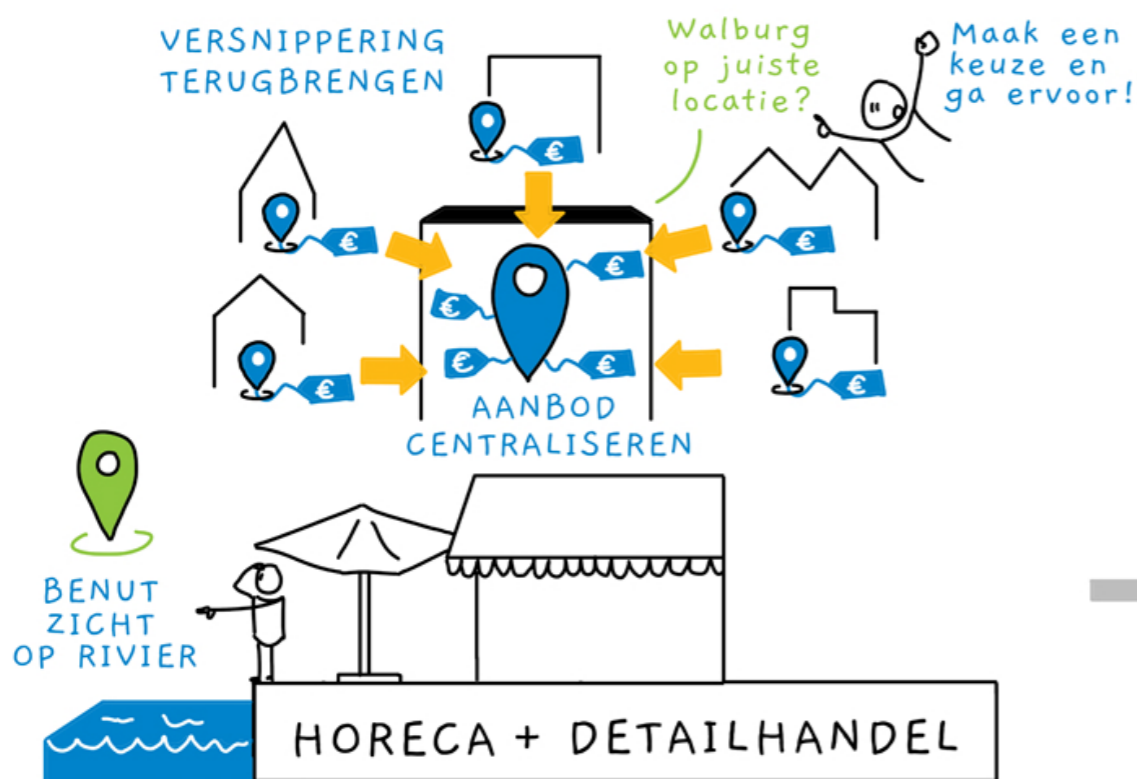 VERSNIPPERING
TERUGBRENGEN
Walburg
op juiste
locatie?
Maak een
keuze en
ga ervoor!
€
€
€
€
€
€
€
€
€
AANBOD
CENTRALISEREN
BENUT
ZICHT
OP RIVIER
HORECA + DETAILHANDEL